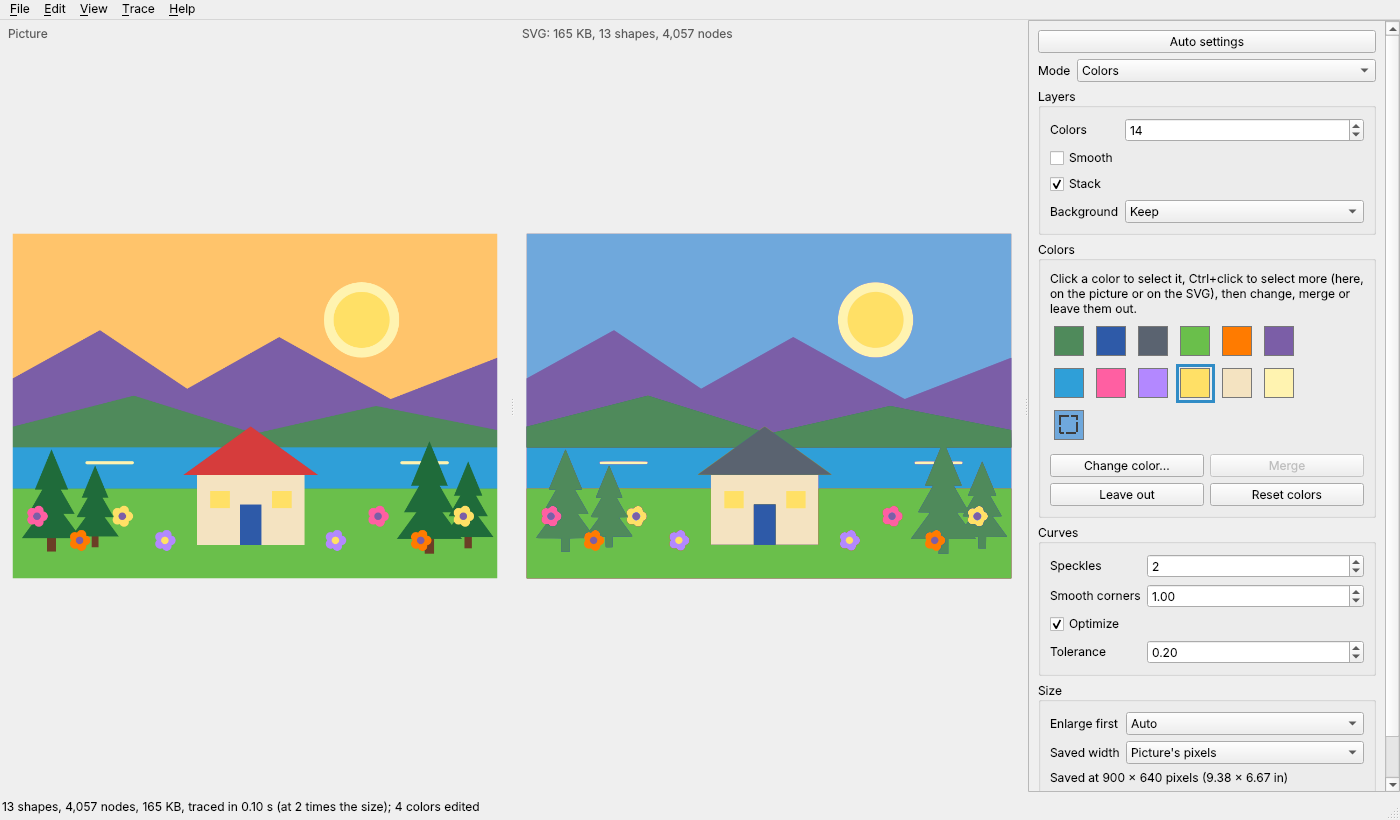 File Edit View Trace Help
Picture
SVG: 165 KB, 13 shapes, 4,057 nodes
Auto settings
Mode Colors
Layers
Colors 14
Smooth
Stack
Background Keep
Colors
Click a color to select it, Ctrl+click to select more (here,
on the picture or on the SVG), then change, merge or
leave them out.
Change color... Merge
Leave out Reset colors
Curves
Speckles 2
Smooth corners 1.00
Optimize
Tolerance 0.20
Size
Enlarge first Auto
Saved width Picture's pixels
Saved at 900 × 640 pixels (9.38 × 6.67 in)
13 shapes, 4,057 nodes, 165 KB, traced in 0.10 s (at 2 times the size); 4 colors edited